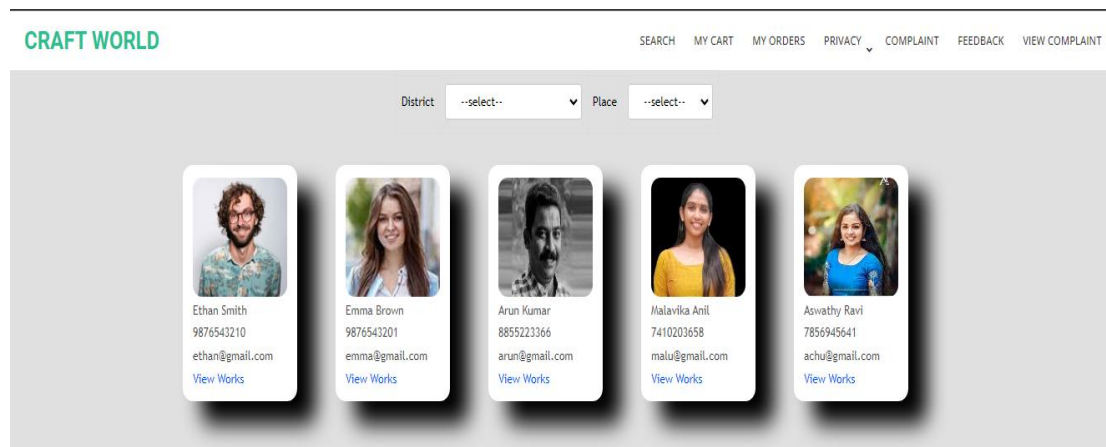 CRAFT WORLD
SEARCH MY CART MY ORDERS PRIVACY COMPLAINT FEEDBACK VIEW COMPLAINT
District --select-- Place --select--
Ethan Smith
9876543210
ethan@gmail.com
View Works
Emma Brown
9876543201
emma@gmail.com
View Works
Arun Kumar
8855223366
arun@gmail.com
View Works
Malavika Anil
7410203658
malu@gmail.com
View Works
Aswathy Ravi
7856945641
achu@gmail.com
View Works